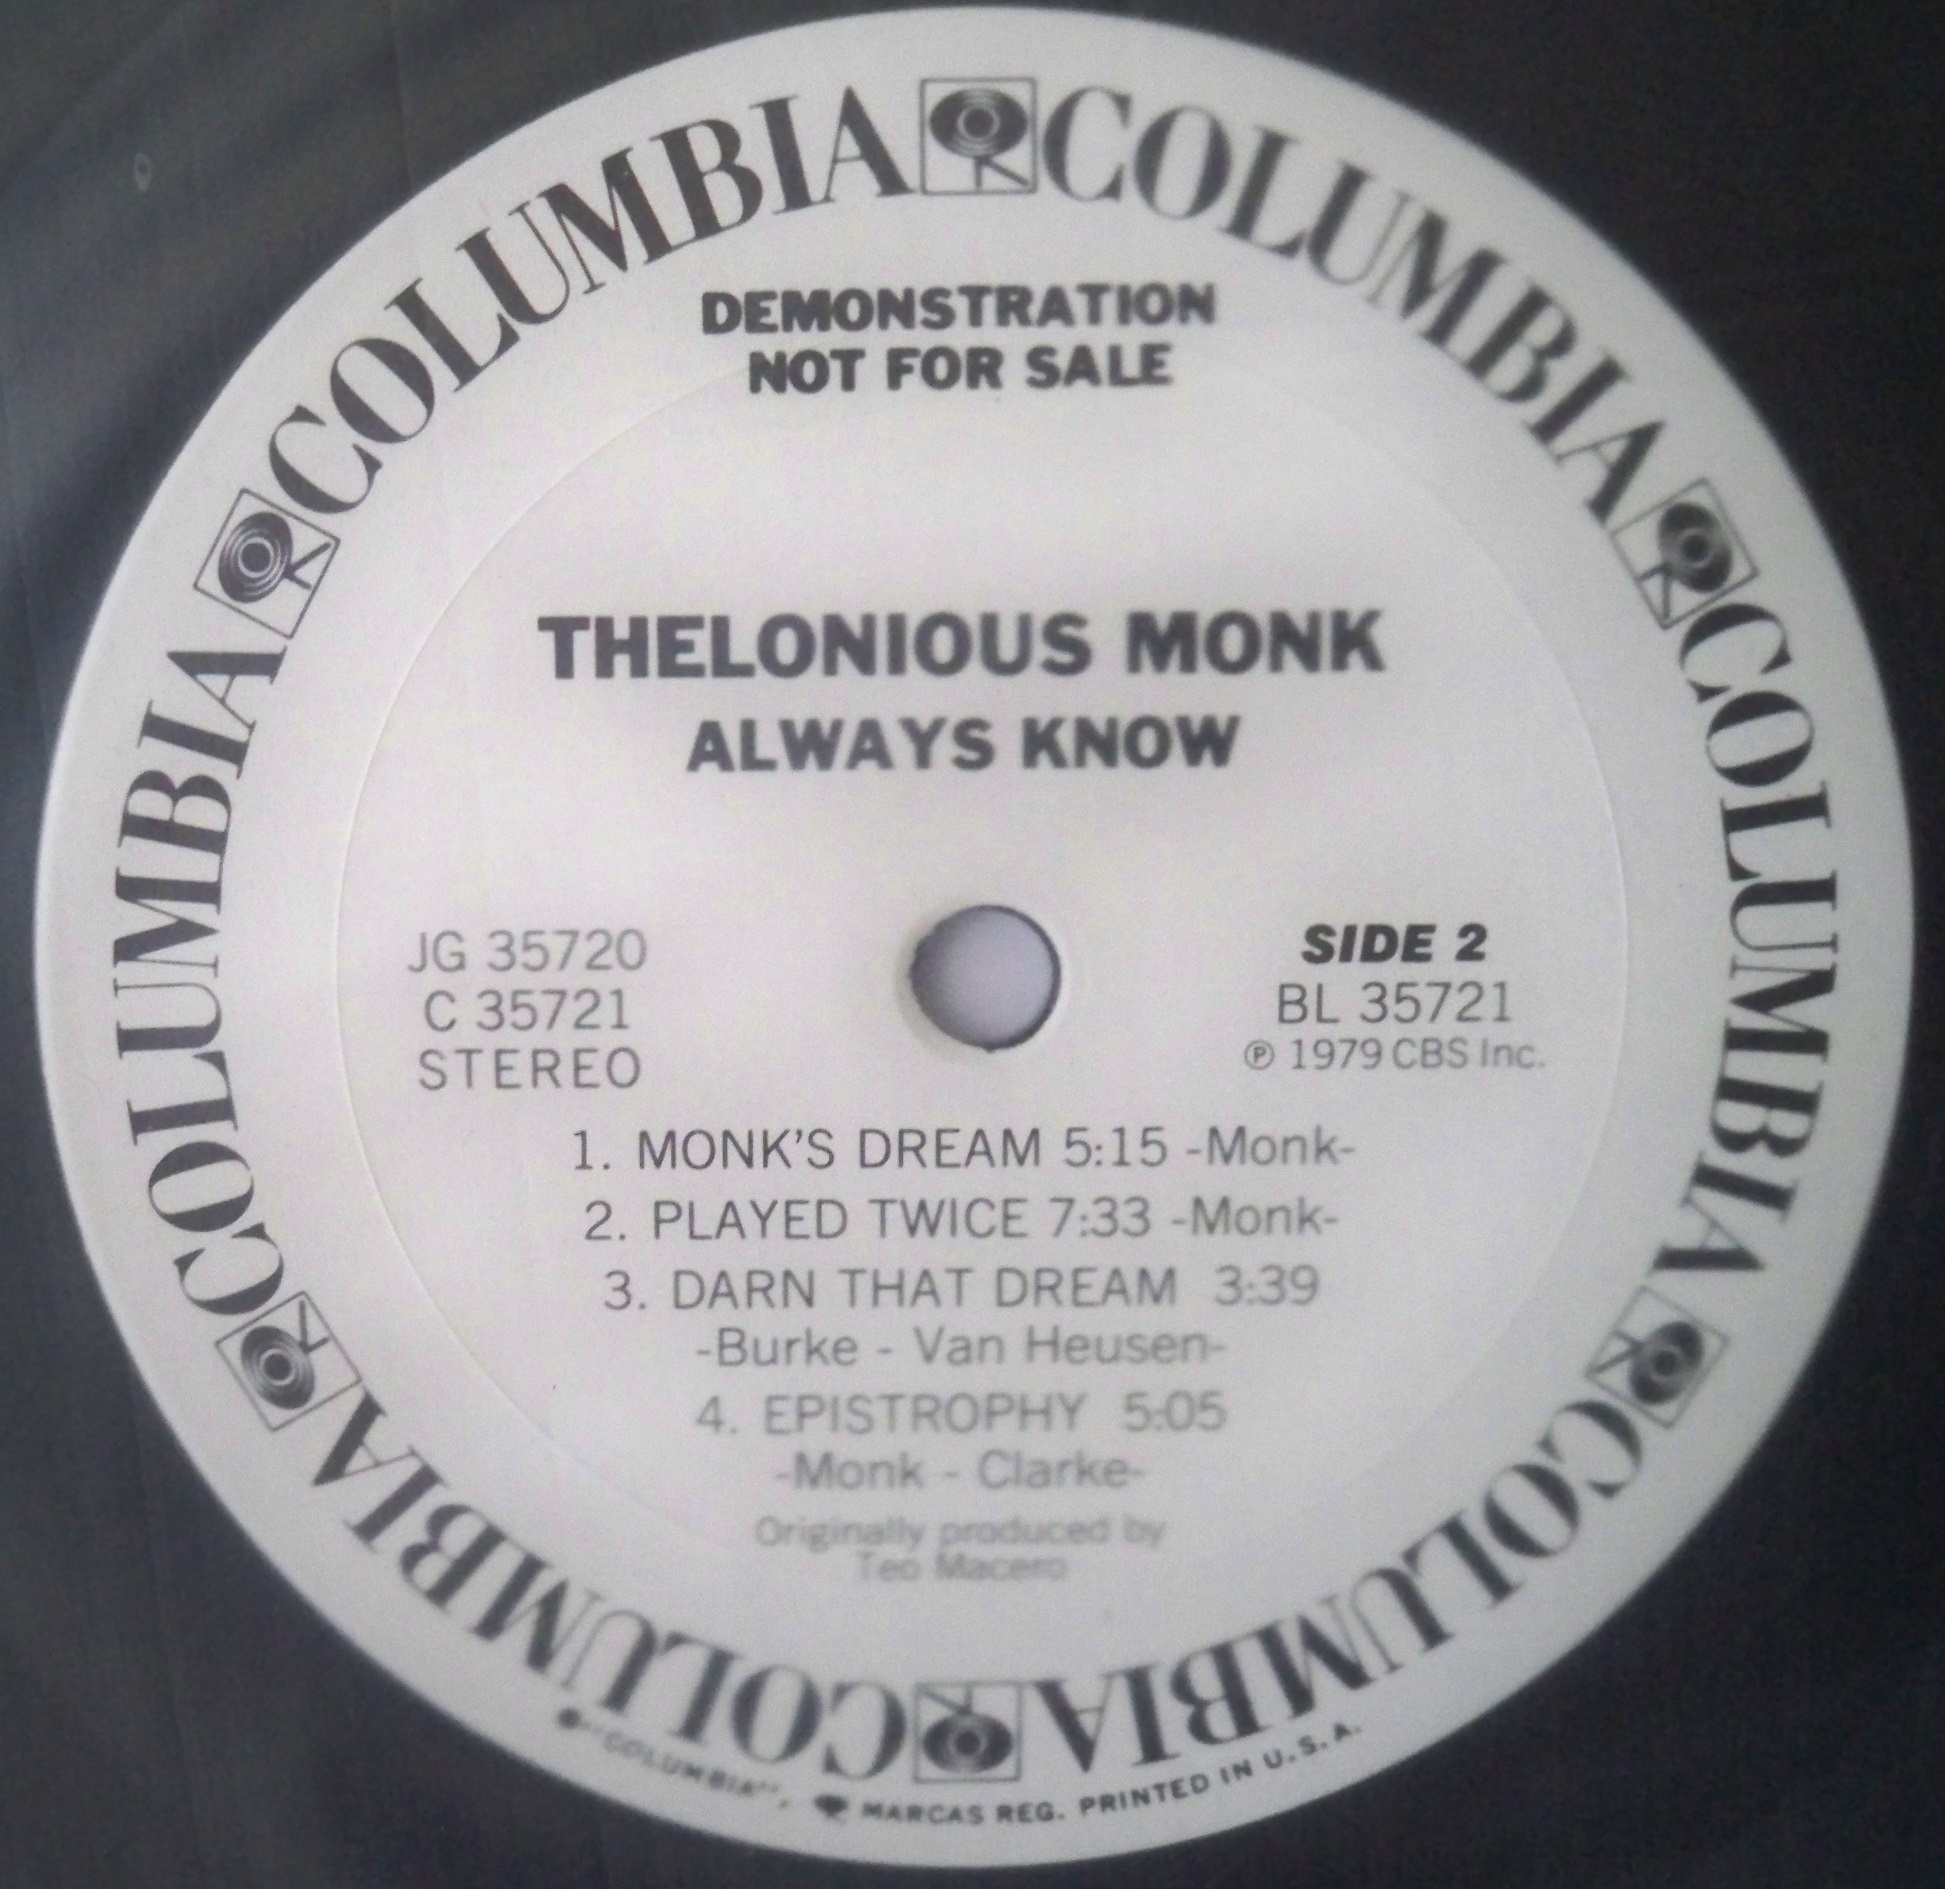 COLUMBIA COLUMBIA COLUMBIA COLUMBIA COLUMBIA COLUMBIA
DEMONSTRATION
NOT FOR SALE
THELONIOUS MONK
ALWAYS KNOW
JG 35720
C 35721
STEREO
SIDE 2
BL 35721
℗ 1979 CBS Inc.
1. MONK'S DREAM 5:15 -Monk-
2. PLAYED TWICE 7:33 -Monk-
3. DARN THAT DREAM 3:39
-Burke - Van Heusen-
4. EPISTROPHY 5:05
-Monk - Clarke-
Originally produced by
Teo Macero
"COLUMBIA", MARCAS REG. PRINTED IN U.S.A.